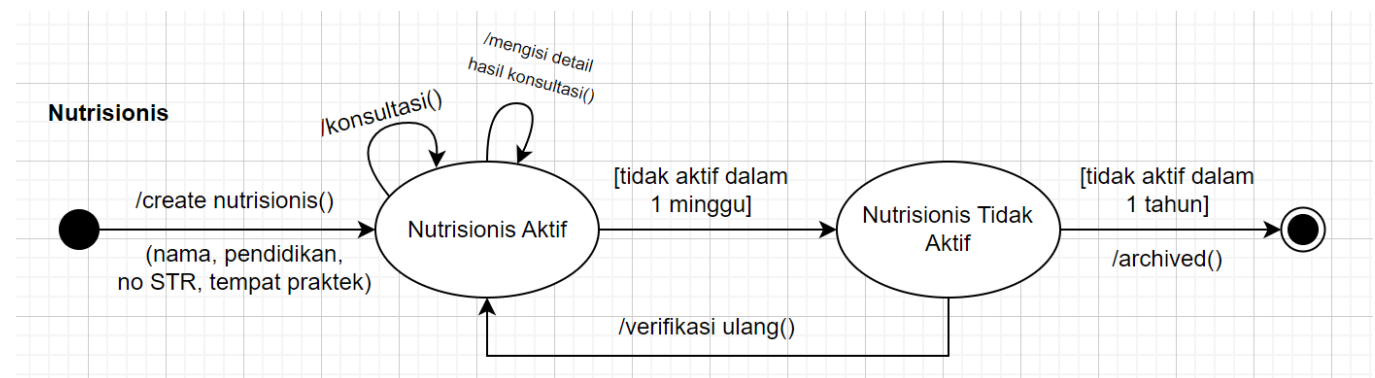 /mengisi detail
hasil konsultasi()
Nutrisionis
/konsultasi()
/create nutrisionis()
(nama, pendidikan,
no STR, tempat praktek)
Nutrisionis Aktif
[tidak aktif dalam
1 minggu]
Nutrisionis Tidak
Aktif
[tidak aktif dalam
1 tahun]
/archived()
/verifikasi ulang()